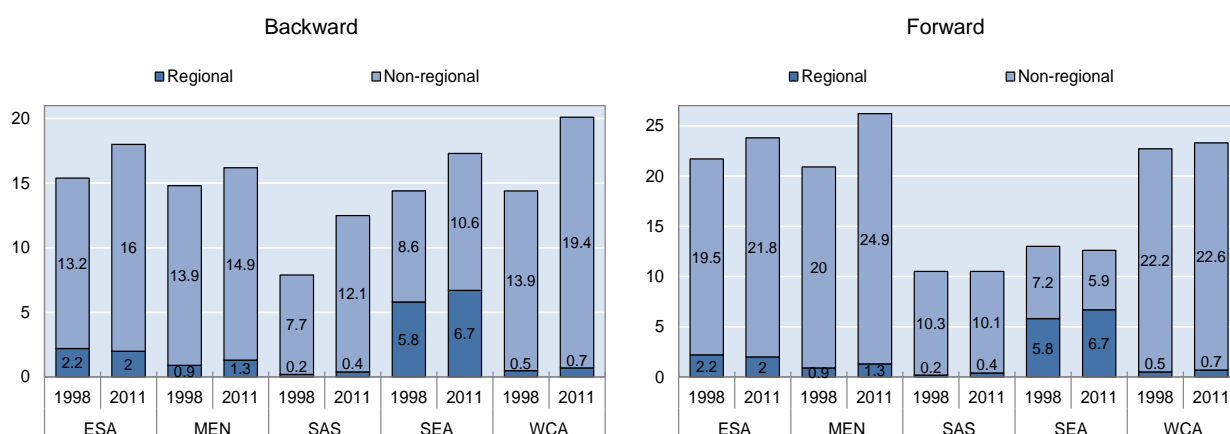 Backward
Regional Non-regional
20
15
10
5
0
13.2 16 13.9 14.9 7.7 12.1 8.6 10.6 13.9 19.4
2.2 2 0.9 1.3 0.2 0.4 5.8 6.7 0.5 0.7
1998 2011 1998 2011 1998 2011 1998 2011 1998 2011
ESA MEN SAS SEA WCA
Forward
Regional Non-regional
25
20
15
10
5
0
19.5 21.8 20 24.9 10.3 10.1 7.2 5.9 22.2 22.6
2.2 2 0.9 1.3 0.2 0.4 5.8 6.7 0.5 0.7
1998 2011 1998 2011 1998 2011 1998 2011 1998 2011
ESA MEN SAS SEA WCA